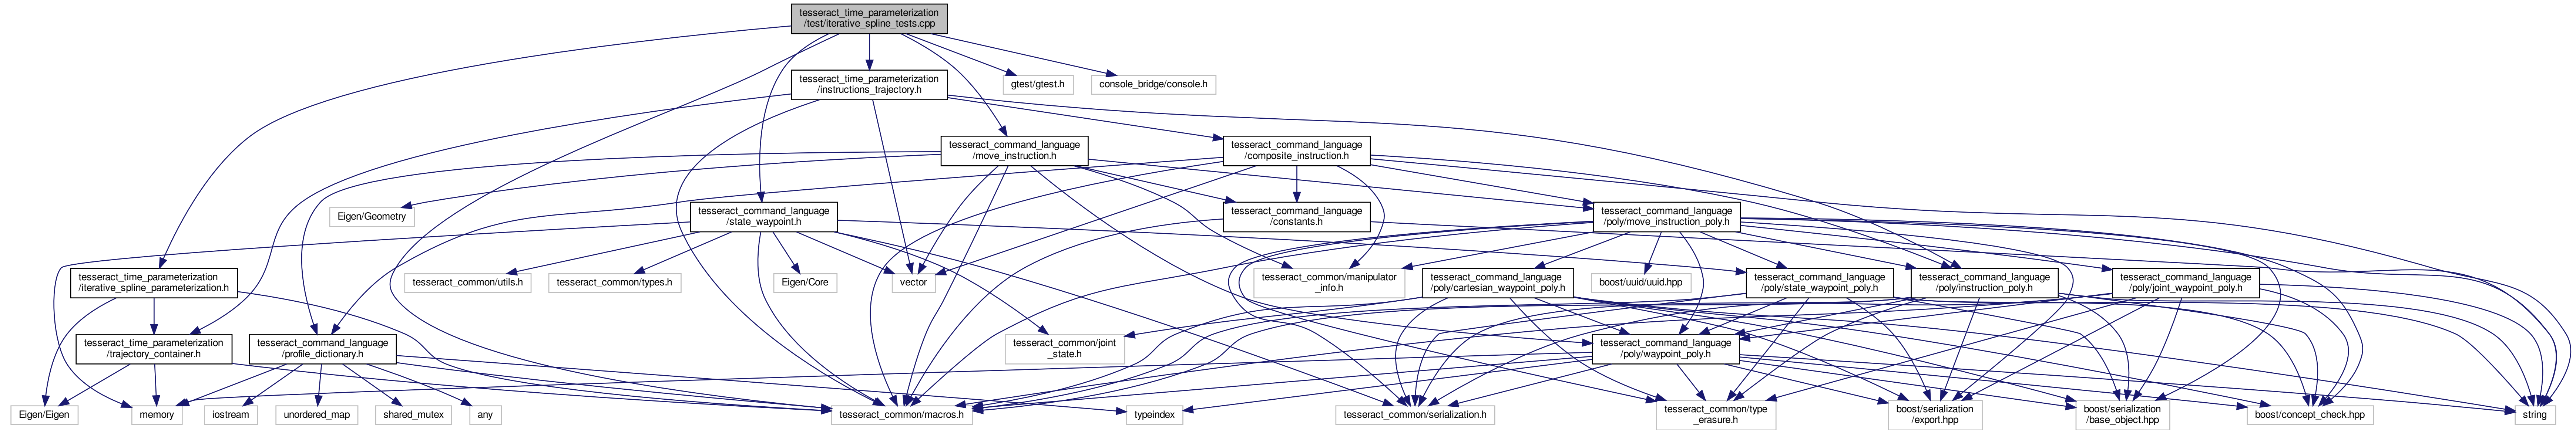 tesseract_time_parameterization
/test/iterative_spline_tests.cpp
tesseract_time_parameterization
/instructions_trajectory.h
gtest/gtest.h
console_bridge/console.h
tesseract_command_language
/move_instruction.h
tesseract_command_language
/composite_instruction.h
Eigen/Geometry
tesseract_command_language
/state_waypoint.h
tesseract_command_language
/constants.h
tesseract_command_language
/poly/move_instruction_poly.h
tesseract_time_parameterization
/iterative_spline_parameterization.h
tesseract_common/utils.h
tesseract_common/types.h
Eigen/Core
vector
tesseract_common/manipulator
_info.h
tesseract_command_language
/poly/cartesian_waypoint_poly.h
boost/uuid/uuid.hpp
tesseract_command_language
/poly/state_waypoint_poly.h
tesseract_command_language
/poly/instruction_poly.h
tesseract_command_language
/poly/joint_waypoint_poly.h
tesseract_time_parameterization
/trajectory_container.h
tesseract_command_language
/profile_dictionary.h
tesseract_common/joint
_state.h
tesseract_command_language
/poly/waypoint_poly.h
Eigen/Eigen
memory
iostream
unordered_map
shared_mutex
any
tesseract_common/macros.h
typeindex
tesseract_common/serialization.h
tesseract_common/type
_erasure.h
boost/serialization
/export.hpp
boost/serialization
/base_object.hpp
boost/concept_check.hpp
string